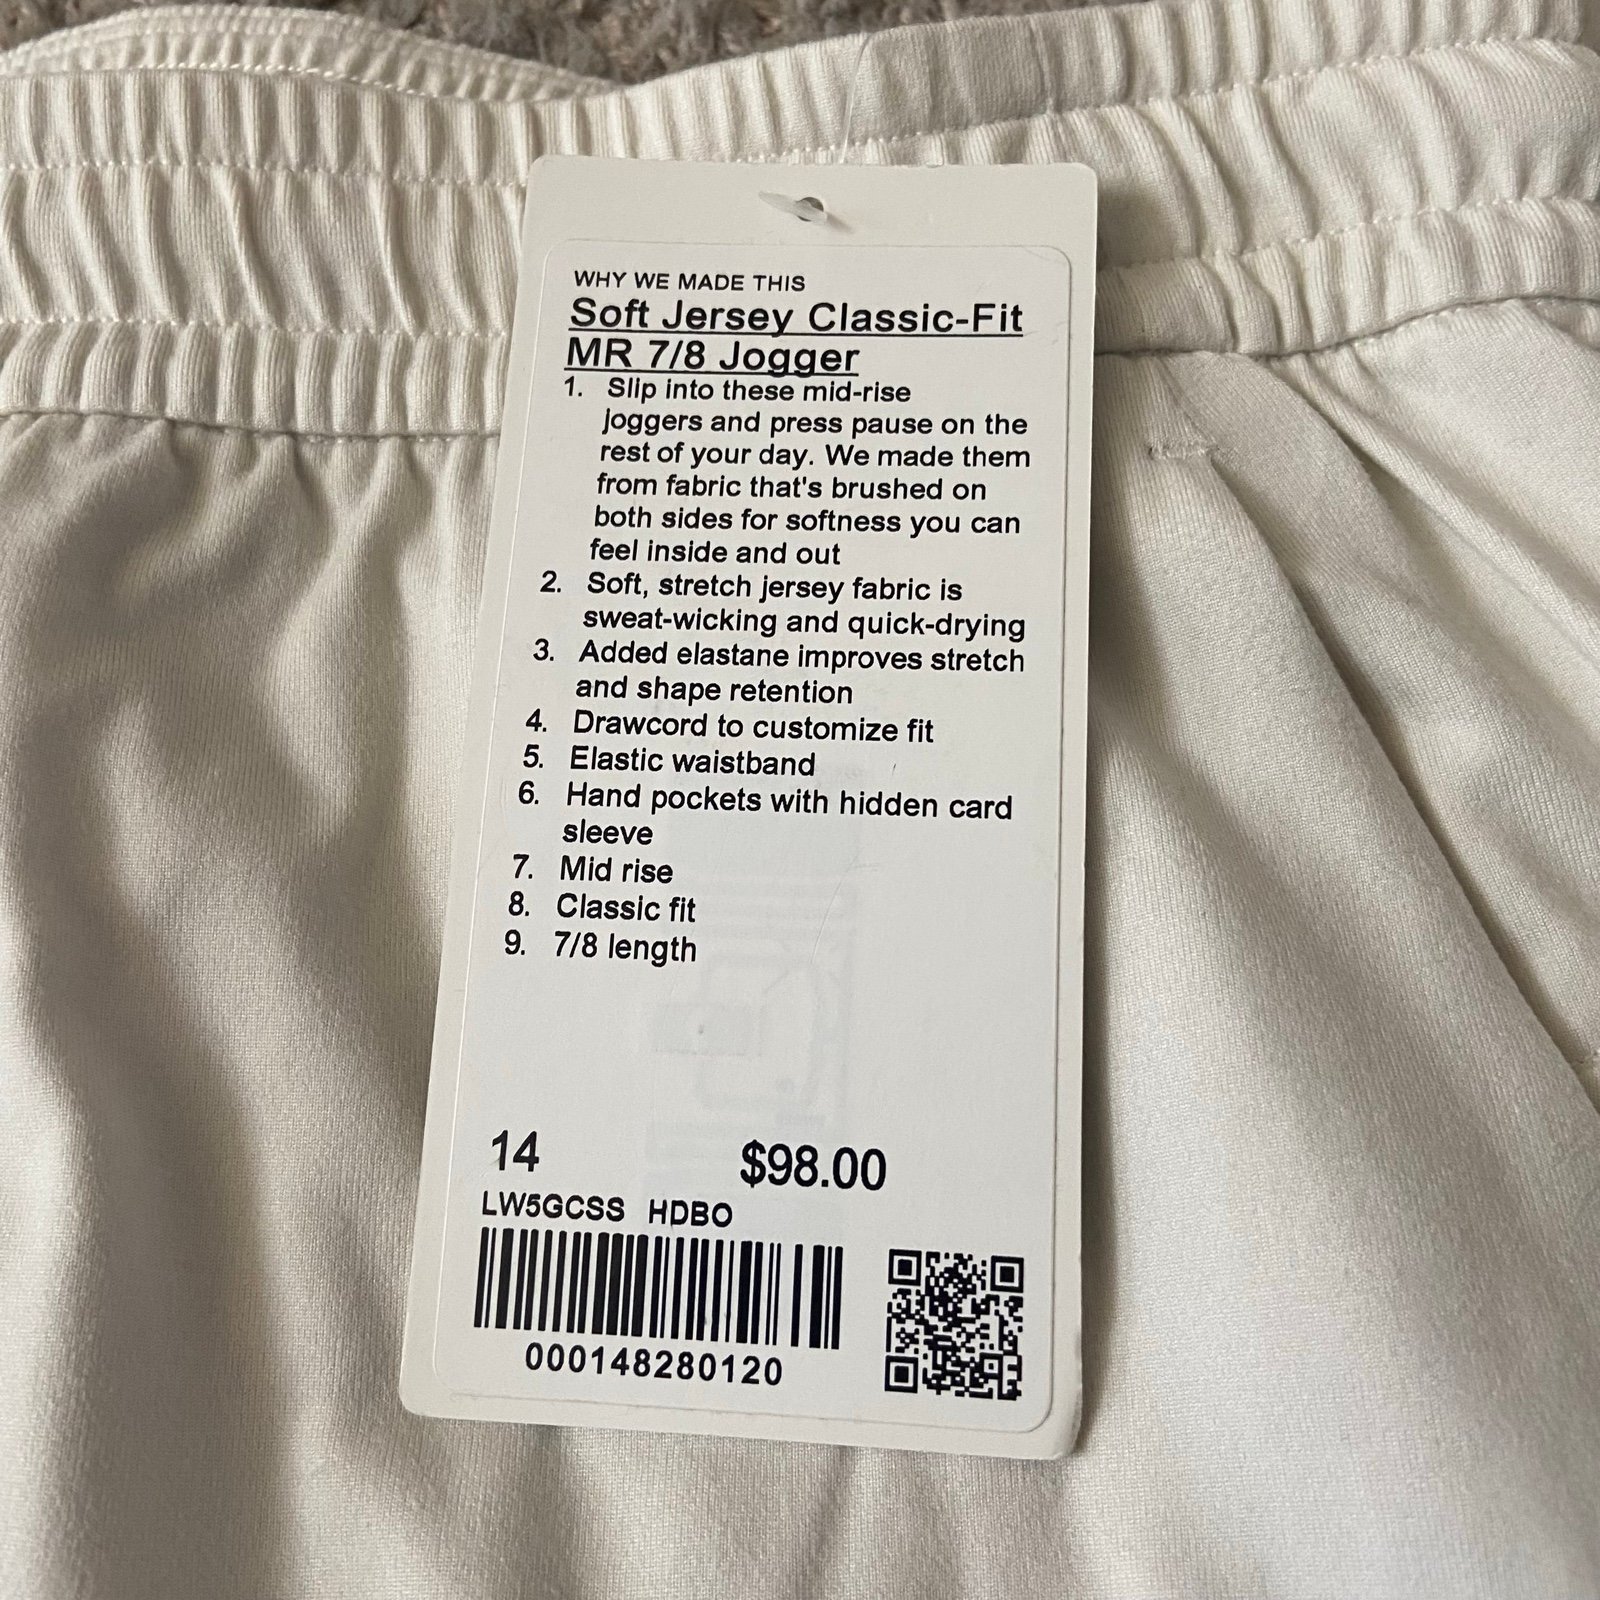 WHY WE MADE THIS
Soft Jersey Classic-Fit
MR 7/8 Jogger
1. Slip into these mid-rise
joggers and press pause on the
rest of your day. We made them
from fabric that's brushed on
both sides for softness you can
feel inside and out
2. Soft, stretch jersey fabric is
sweat-wicking and quick-drying
3. Added elastane improves stretch
and shape retention
4. Drawcord to customize fit
5. Elastic waistband
6. Hand pockets with hidden card
sleeve
7. Mid rise
8. Classic fit
9. 7/8 length
14 $98.00
LW5GCSS HDBO
000148280120